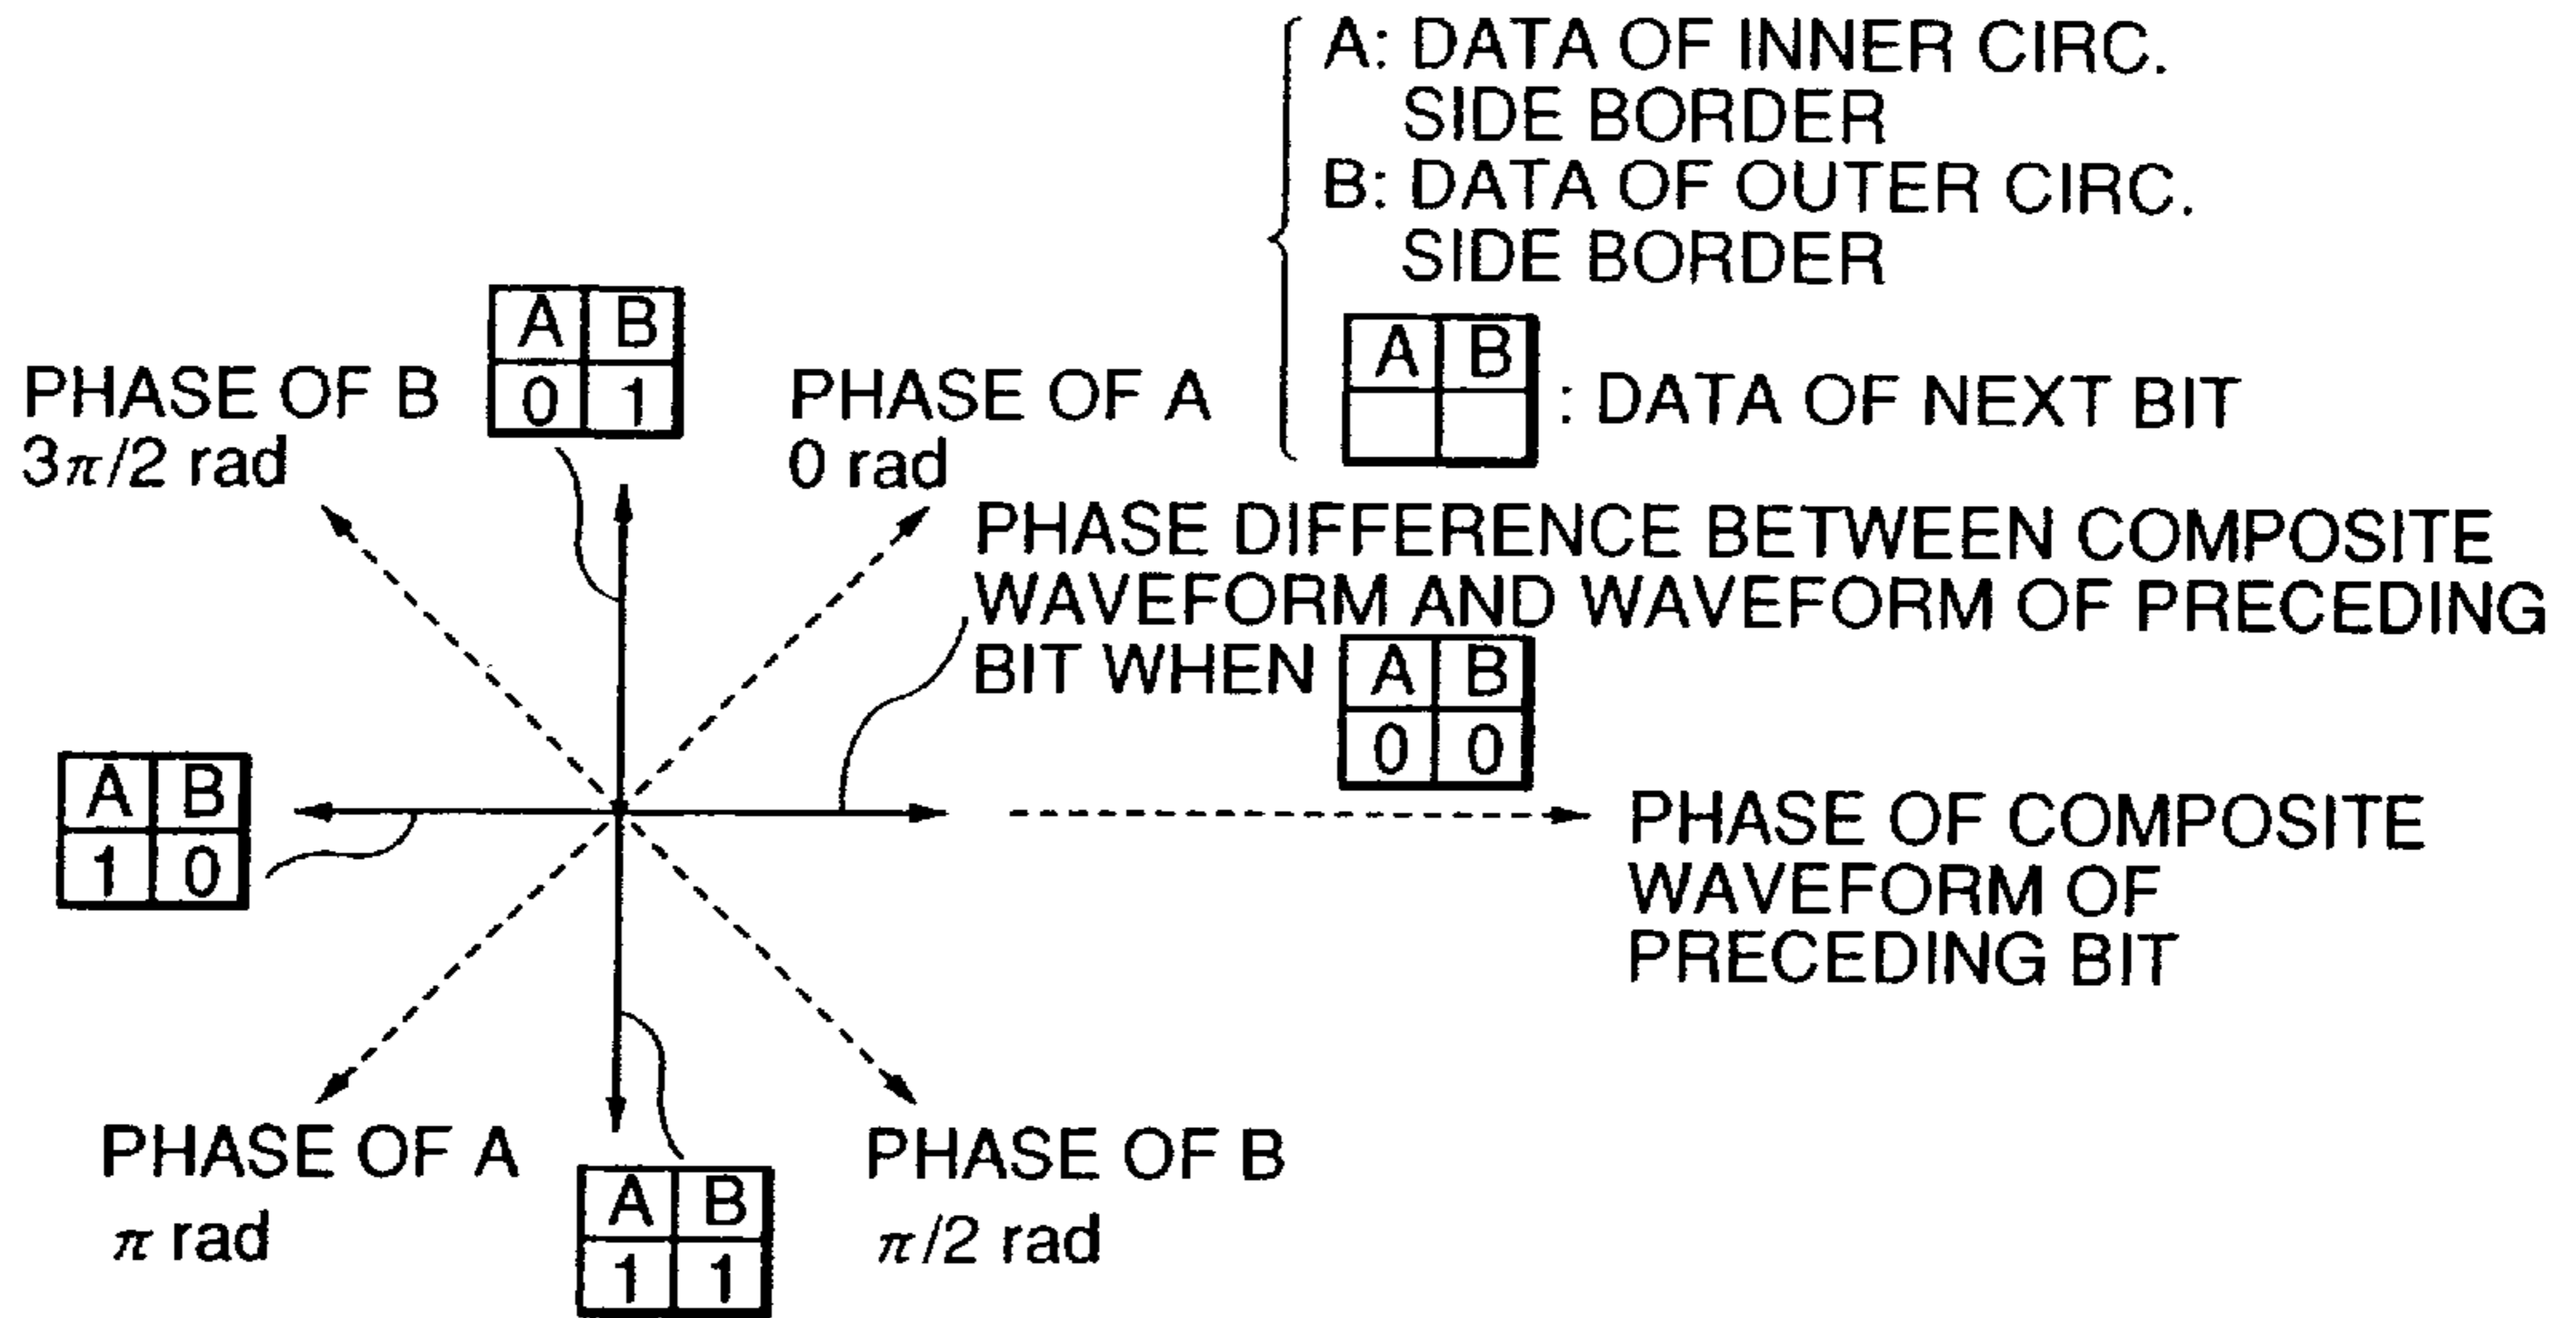 A: DATA OF INNER CIRC.
SIDE BORDER
B: DATA OF OUTER CIRC.
SIDE BORDER
A B
: DATA OF NEXT BIT
A B
0 1
PHASE OF B
3π/2 rad
PHASE OF A
0 rad
PHASE DIFFERENCE BETWEEN COMPOSITE
WAVEFORM AND WAVEFORM OF PRECEDING
BIT WHEN
A B
0 0
A B
1 0
PHASE OF COMPOSITE
WAVEFORM OF
PRECEDING BIT
PHASE OF A
π rad
A B
1 1
PHASE OF B
π/2 rad